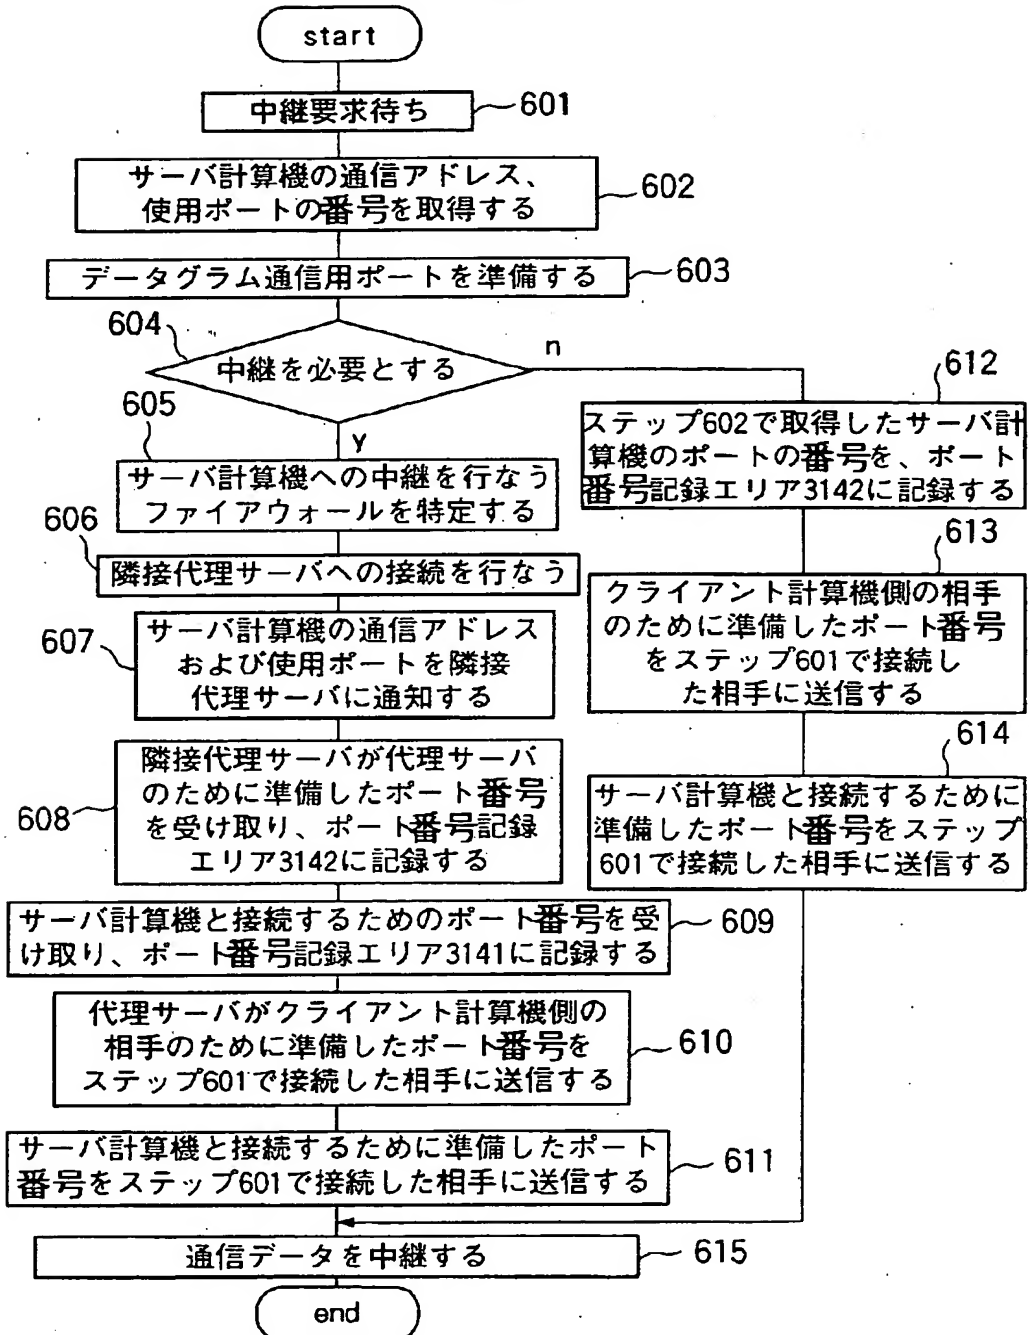 start
中継要求待ち
601
サーバ計算機の通信アドレス、
使用ポートの番号を取得する
602
データグラム通信用ポートを準備する
603
604
中継を必要とする
n
y
605
サーバ計算機への中継を行なう
ファイアウォールを特定する
606
隣接代理サーバへの接続を行なう
607
サーバ計算機の通信アドレス
および使用ポートを隣接
代理サーバに通知する
608
隣接代理サーバが代理サーバ
のために準備したポート番号
を受け取り、ポート番号記録
エリア3142に記録する
サーバ計算機と接続するためのポート番号を受
け取り、ポート番号記録エリア3141に記録する
609
代理サーバがクライアント計算機側の
相手のために準備したポート番号を
ステップ601で接続した相手に送信する
610
サーバ計算機と接続するために準備したポート
番号をステップ601で接続した相手に送信する
611
612
ステップ602で取得したサーバ計
算機のポートの番号を、ポート
番号記録エリア3142に記録する
613
クライアント計算機側の相手
のために準備したポート番号
をステップ601で接続し
た相手に送信する
614
サーバ計算機と接続するために
準備したポート番号をステップ
601で接続した相手に送信する
通信データを中継する
615
end